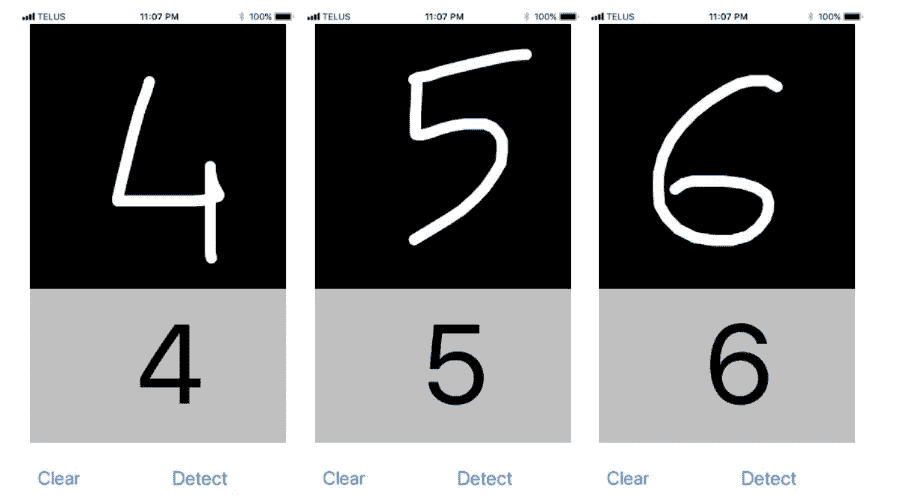 TELUS 11:07 PM 100% TELUS 11:07 PM 100% TELUS 11:07 PM 100%
4 5 6
4 5 6
Clear Detect Clear Detect Clear Detect